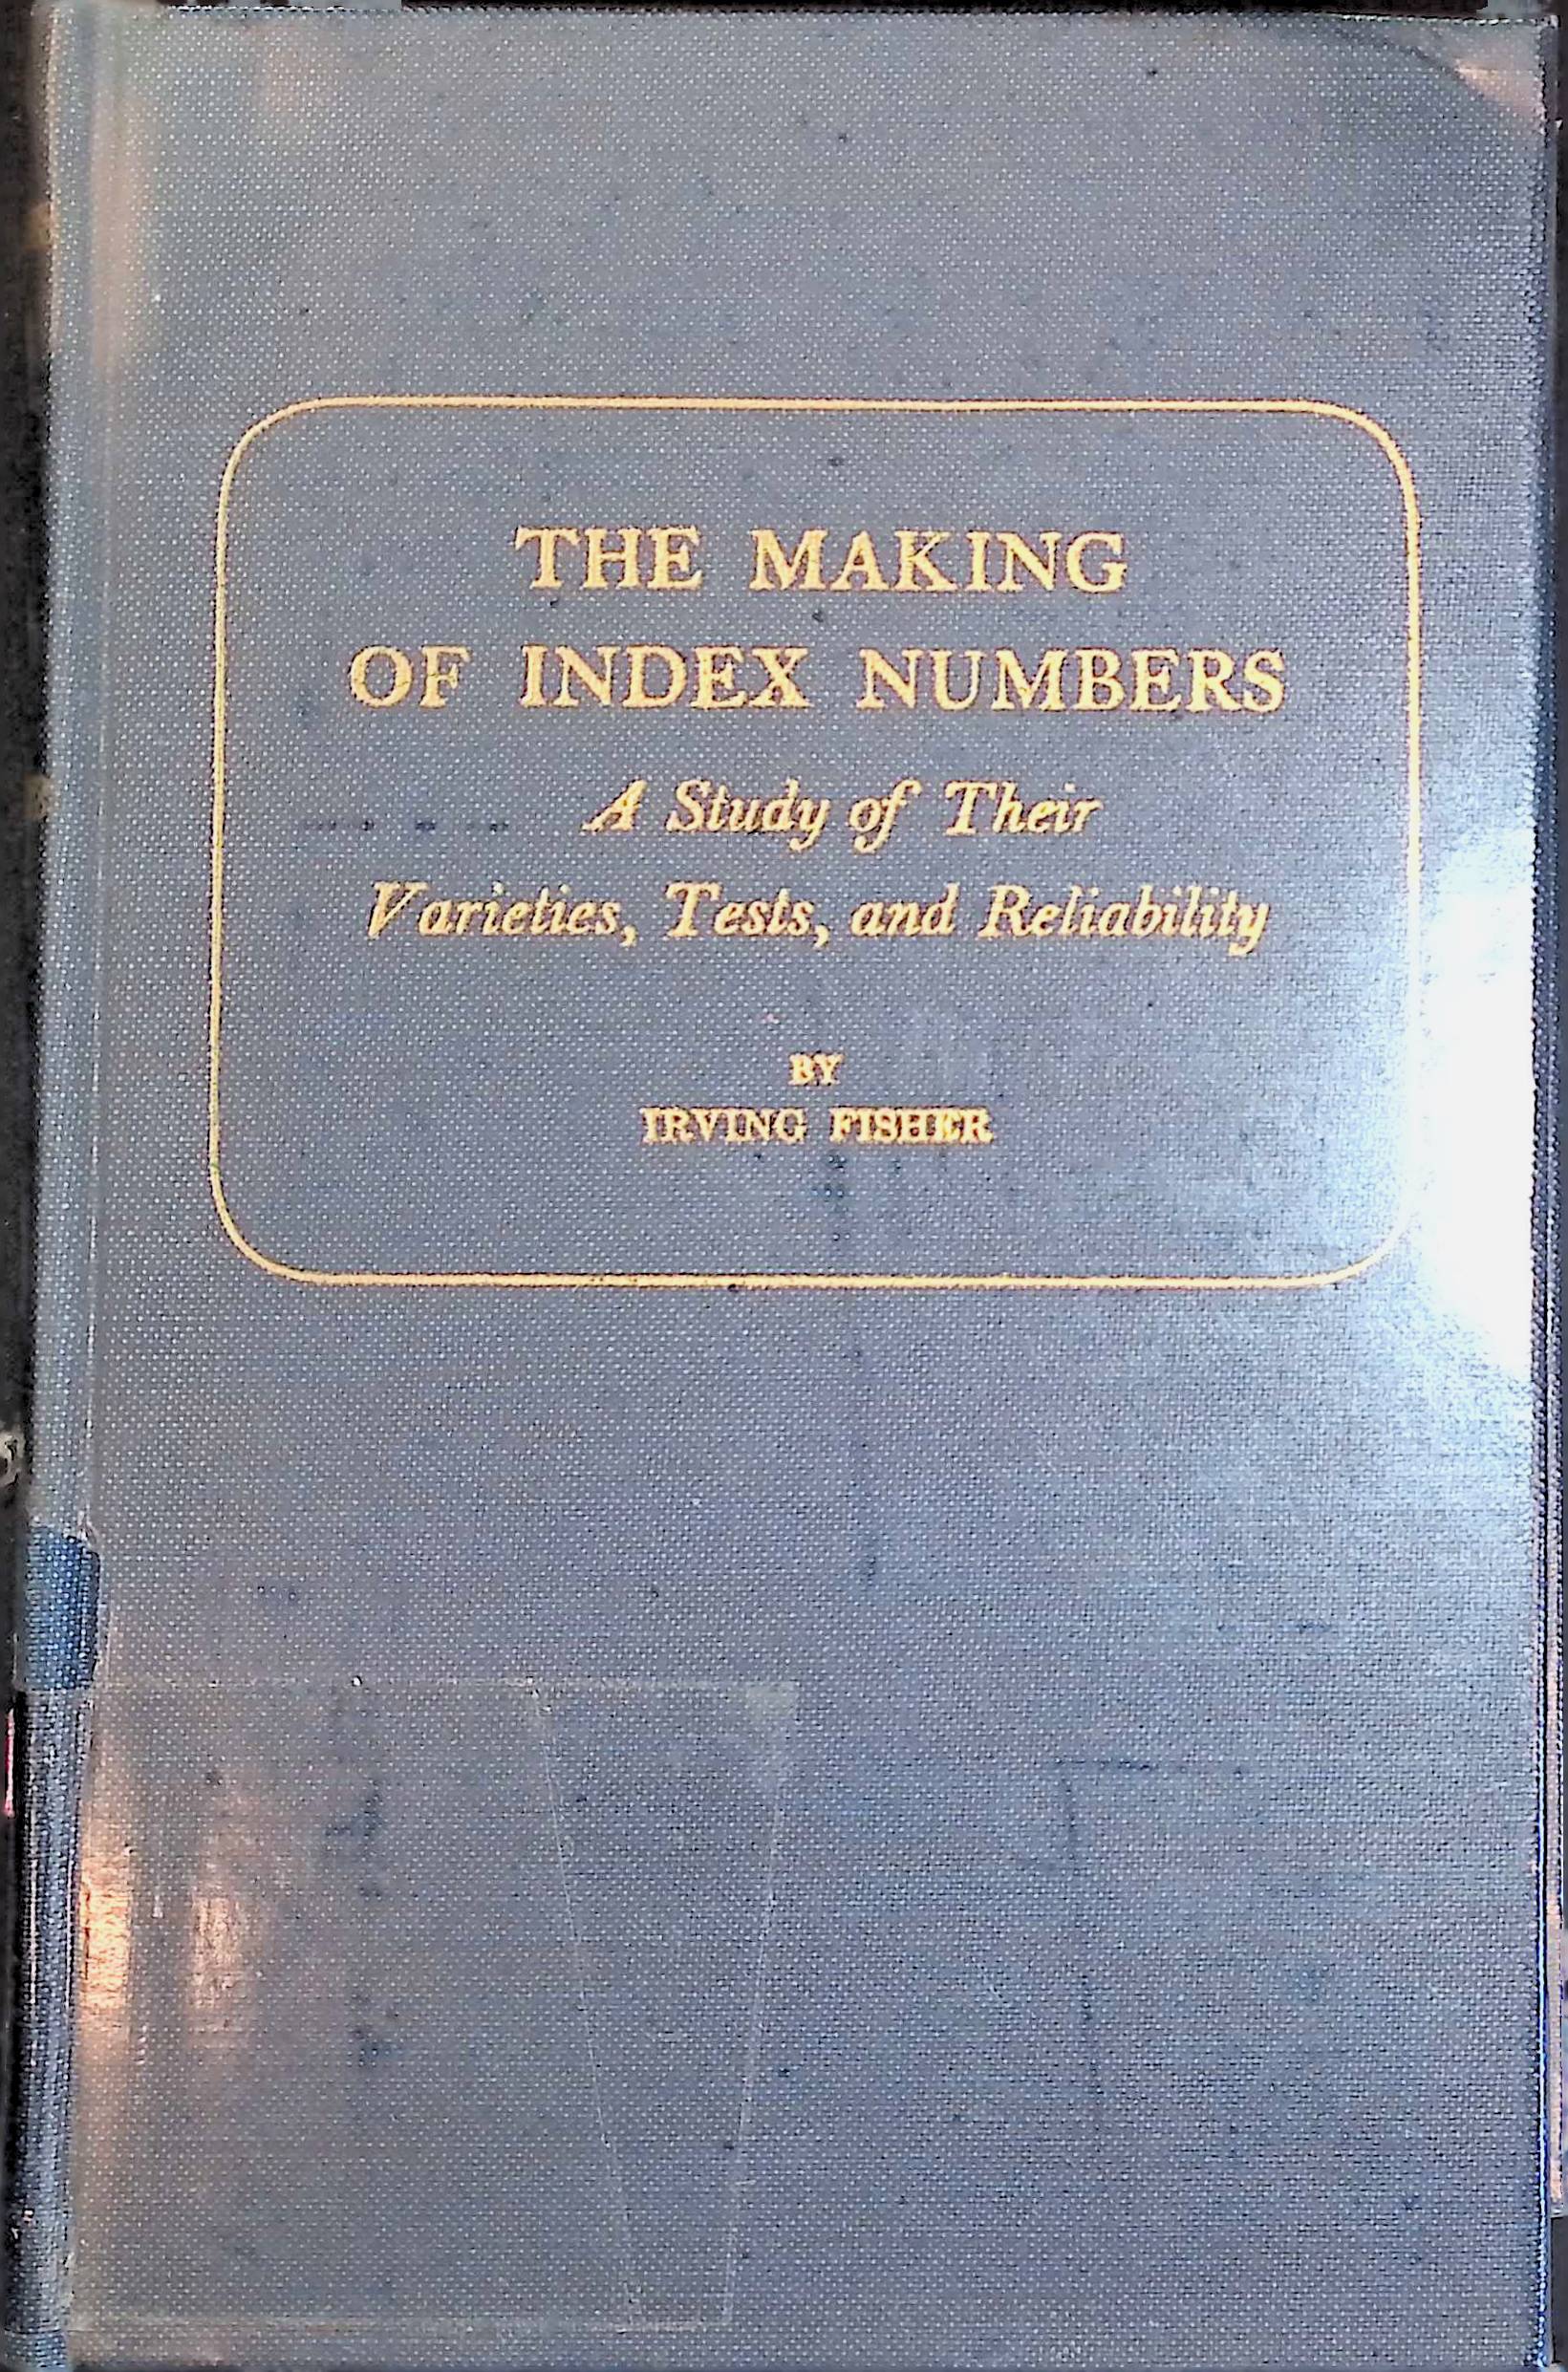 THE MAKING
OF INDEX NUMBERS
A Study of Their
Varieties, Tests, and Reliability
BY
IRVING FISHER